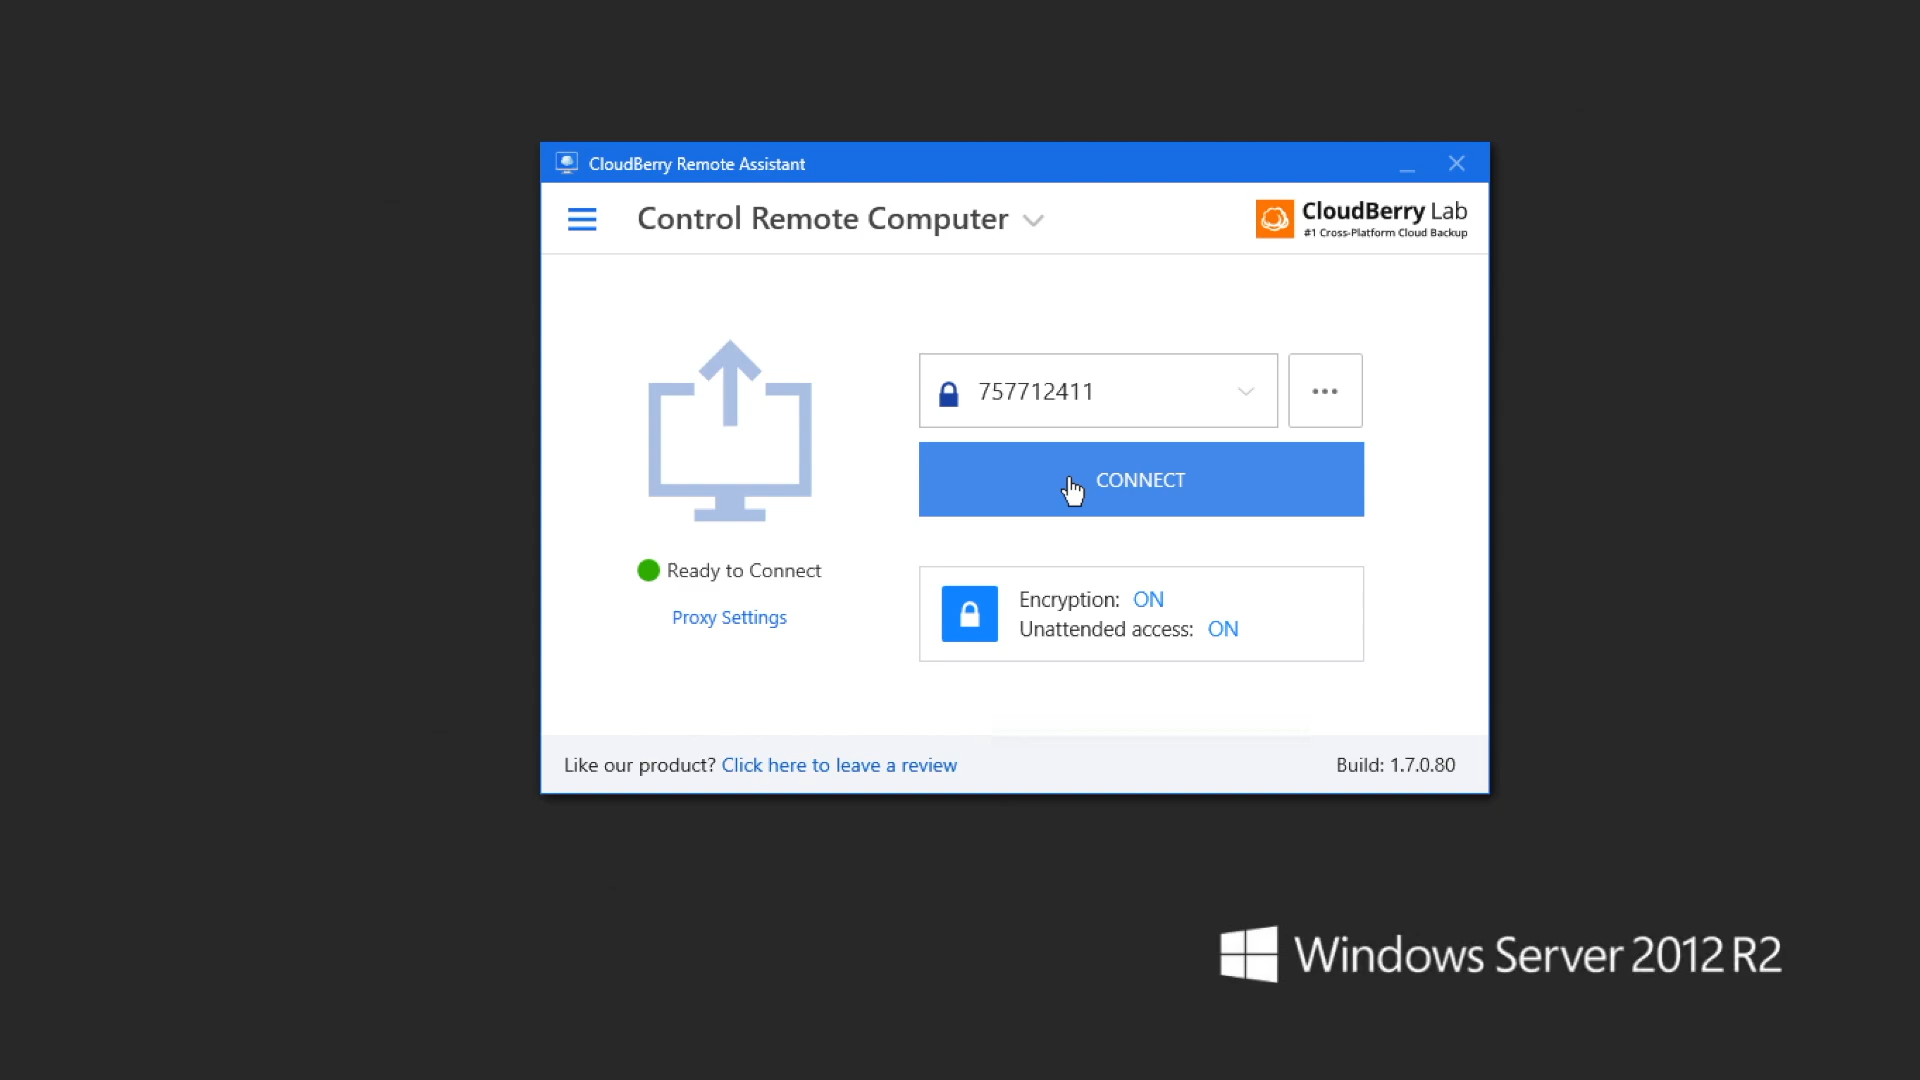 CloudBerry Remote Assistant
Control Remote Computer
CloudBerry Lab
#1 Cross-Platform Cloud Backup
757712411
CONNECT
Ready to Connect
Proxy Settings
Encryption: ON
Unattended access: ON
Like our product? Click here to leave a review
Build: 1.7.0.80
Windows Server 2012 R2